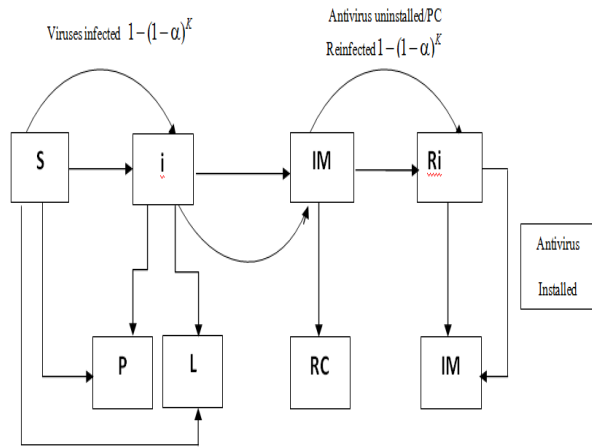 Viruses infected 1−(1−α)^K
Antivirus uninstalled/PC
Reinfected 1−(1−α)^K
S
i
IM
Ri
Antivirus
Installed
P
L
RC
IM